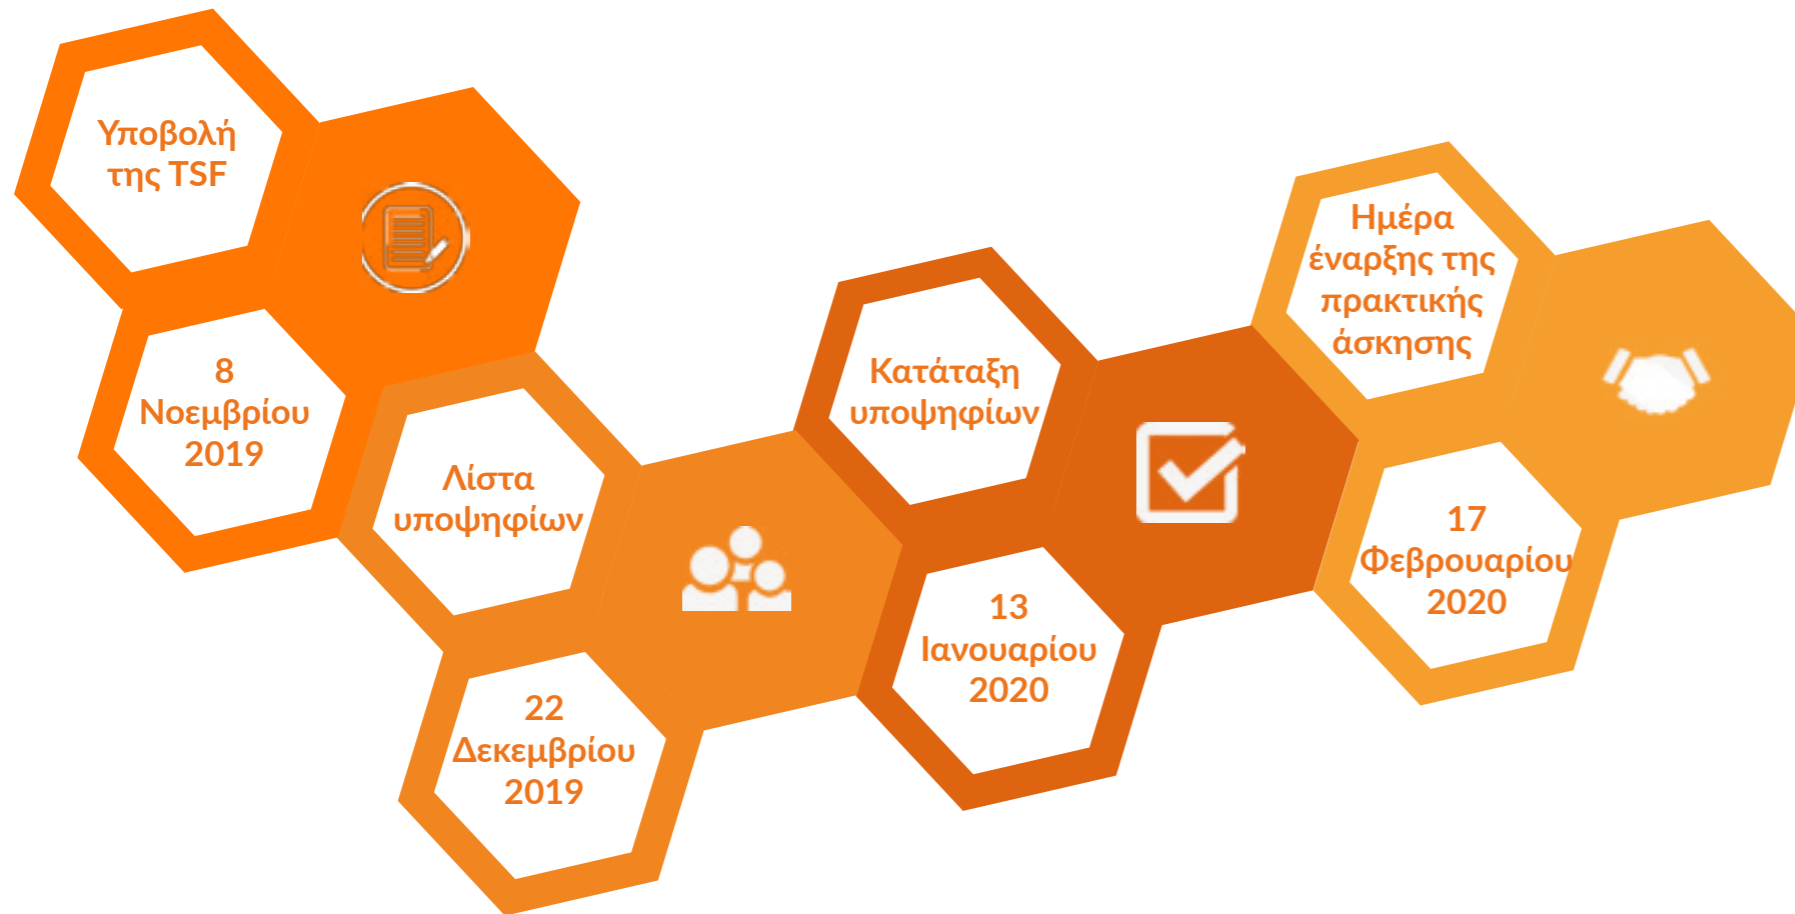 Υποβολή
της TSF
8
Νοεμβρίου
2019
Λίστα
υποψηφίων
22
Δεκεμβρίου
2019
Κατάταξη
υποψηφίων
13
Ιανουαρίου
2020
Ημέρα
έναρξης της
πρακτικής
άσκησης
17
Φεβρουαρίου
2020